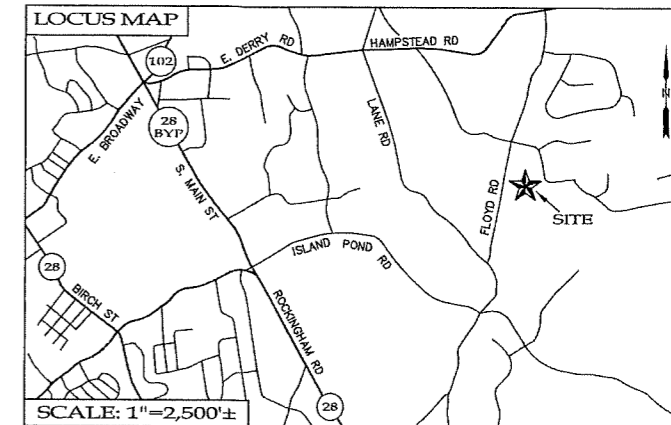 LOCUS MAP
102
E. DERRY RD
HAMPSTEAD RD
N
E. BROADWAY
28
BYP
LANE RD
S. MAIN ST
FLOYD RD
SITE
ISLAND POND RD
28
BIRCH ST
ROCKINGHAM RD
28
SCALE: 1"=2,500'±